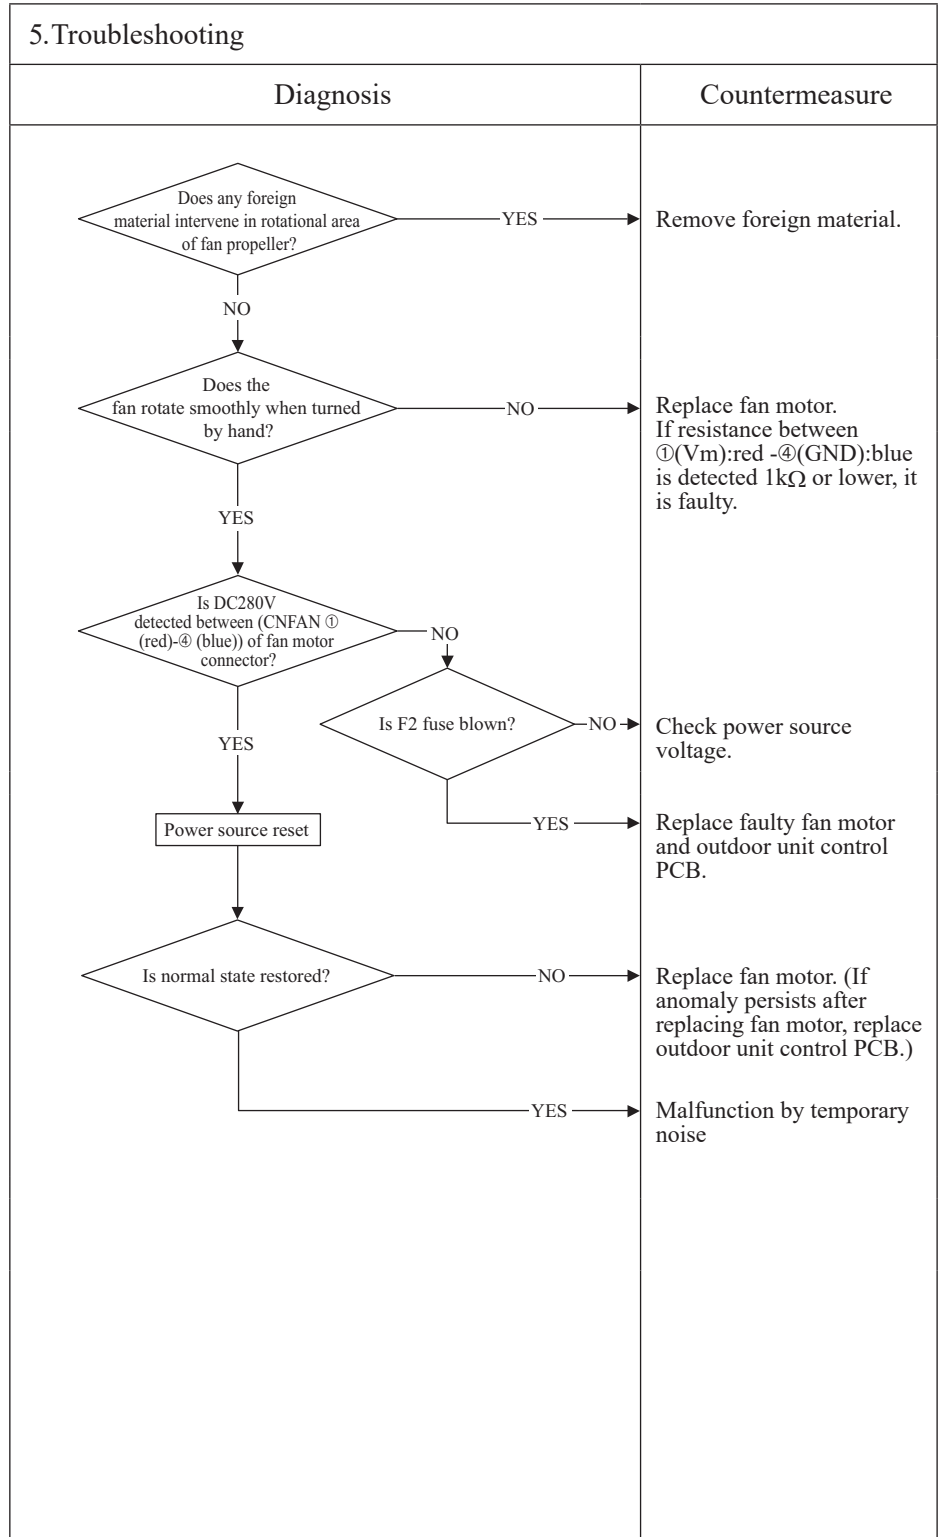 5.Troubleshooting
Diagnosis
Countermeasure
Does any foreign
material intervene in rotational area
of fan propeller?
YES
Remove foreign material.
NO
Does the
fan rotate smoothly when turned
by hand?
NO
Replace fan motor.
If resistance between
①(Vm):red -④(GND):blue
is detected 1kΩ or lower, it
is faulty.
YES
Is DC280V
detected between (CNFAN ①
(red)-④ (blue)) of fan motor
connector?
NO
Is F2 fuse blown?
NO
Check power source
voltage.
YES
YES
Replace faulty fan motor
and outdoor unit control
PCB.
Power source reset
Is normal state restored?
NO
Replace fan motor. (If
anomaly persists after
replacing fan motor, replace
outdoor unit control PCB.)
YES
Malfunction by temporary
noise